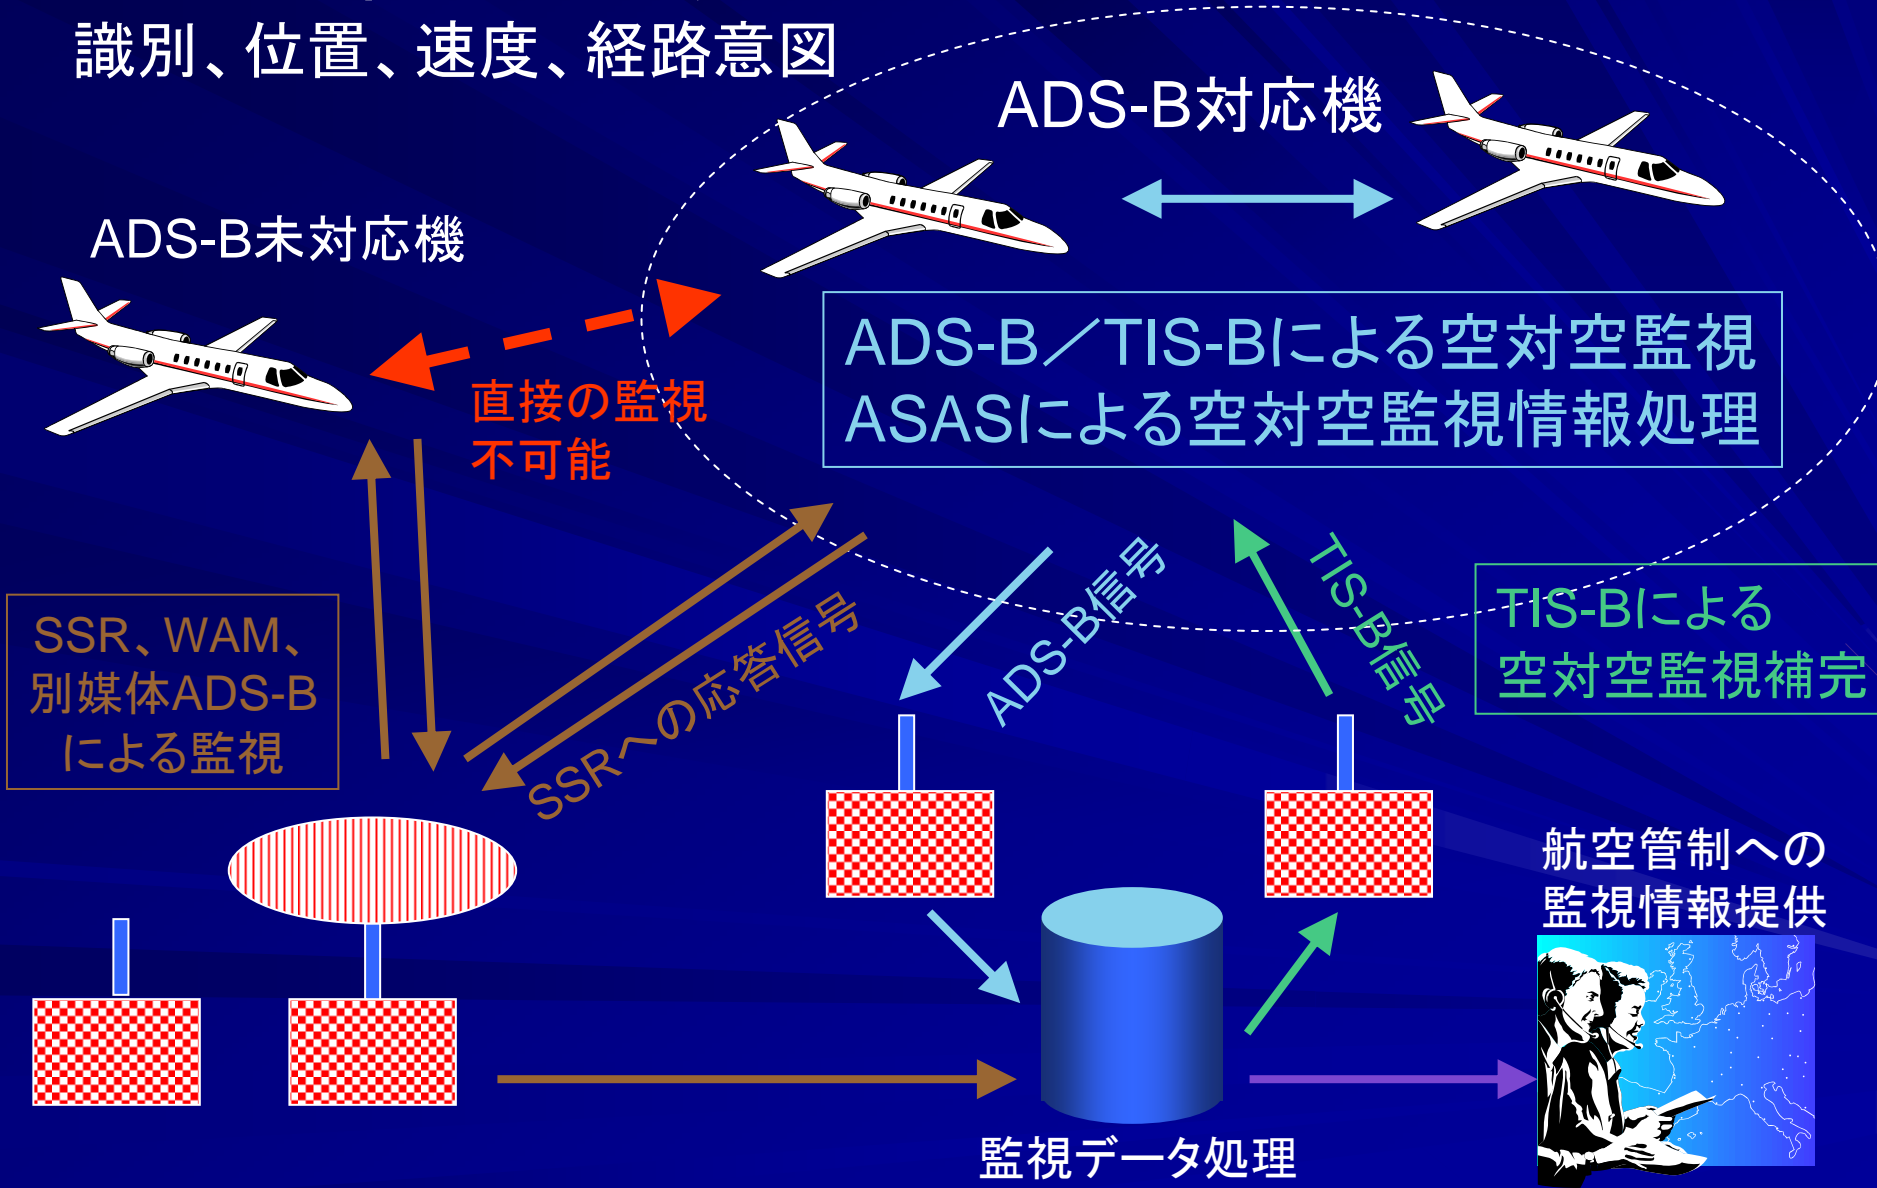 識別、位置、速度、経路意図
ADS-B対応機
ADS-B未対応機
ADS-B／TIS-Bによる空対空監視
ASASによる空対空監視情報処理
直接の監視
不可能
SSR、WAM、
別媒体ADS-B
による監視
SSRへの応答信号
ADS-B信号
TIS-B信号
TIS-Bによる
空対空監視補完
航空管制への
監視情報提供
監視データ処理